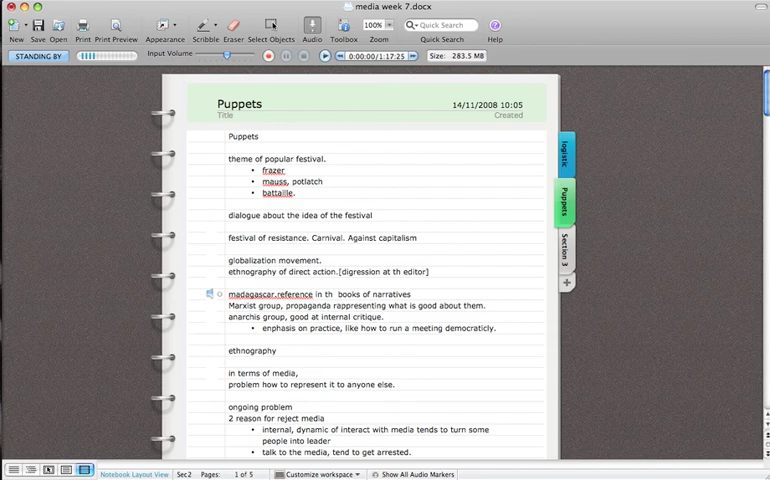 media week 7.docx
New Save Open Print Print Preview Appearance Scribble Eraser Select Objects Audio Toolbox 100% Zoom Quick Search Quick Search Help
STANDING BY Input Volume 0:00:00/1:17:25 Size: 283.5 MB
Puppets 14/11/2008 10:05
Title Created
Puppets
theme of popular festival.
• frazer
• mauss, potlatch
• battaille.
dialogue about the idea of the festival
festival of resistance. Carnival. Against capitalism
globalization movement.
ethnography of direct action.[digression at th editor]
madagascar.reference in th books of narratives
Marxist group, propaganda rappresenting what is good about them.
anarchis group, good at internal critique.
• enphasis on practice, like how to run a meeting democraticly.
ethnography
in terms of media,
problem how to represent it to anyone else.
ongoing problem
2 reason for reject media
• internal, dynamic of interact with media tends to turn some
people into leader
• talk to the media, tend to get arrested.
logistic
Puppets
Section 3
Notebook Layout View Sec2 Pages: 1 of 5 Customize workspace Show All Audio Markers